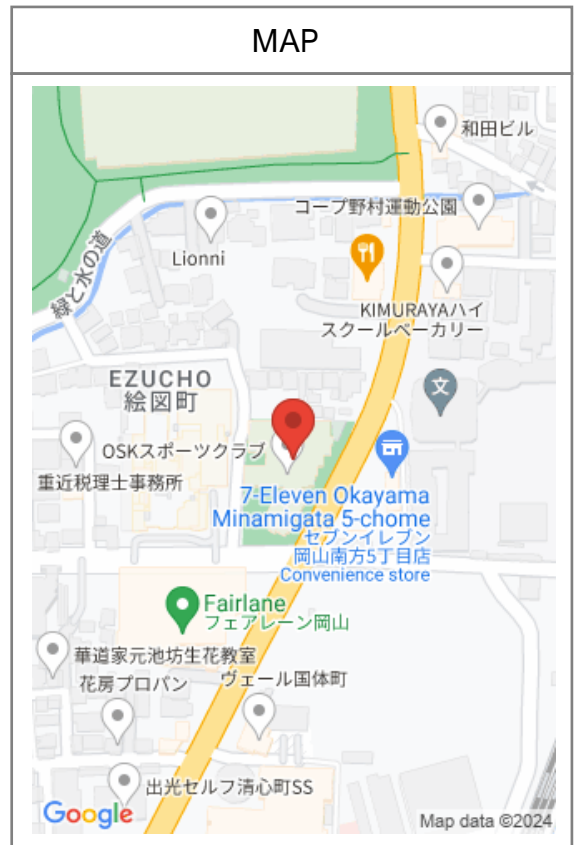 MAP
和田ビル
コープ野村運動公園
Lionni
緑と水の道
KIMURAYAハイ
スクールベーカリー
EZUCHO
絵図町
文
OSKスポーツクラブ
重近税理士事務所
7-Eleven Okayama
Minamigata 5-chome
セブンイレブン
岡山南方5丁目店
Convenience store
Fairlane
フェアレーン岡山
華道家元池坊生花教室
花房プロパン
ヴェール国体町
出光セルフ清心町SS
Google
Map data ©2024